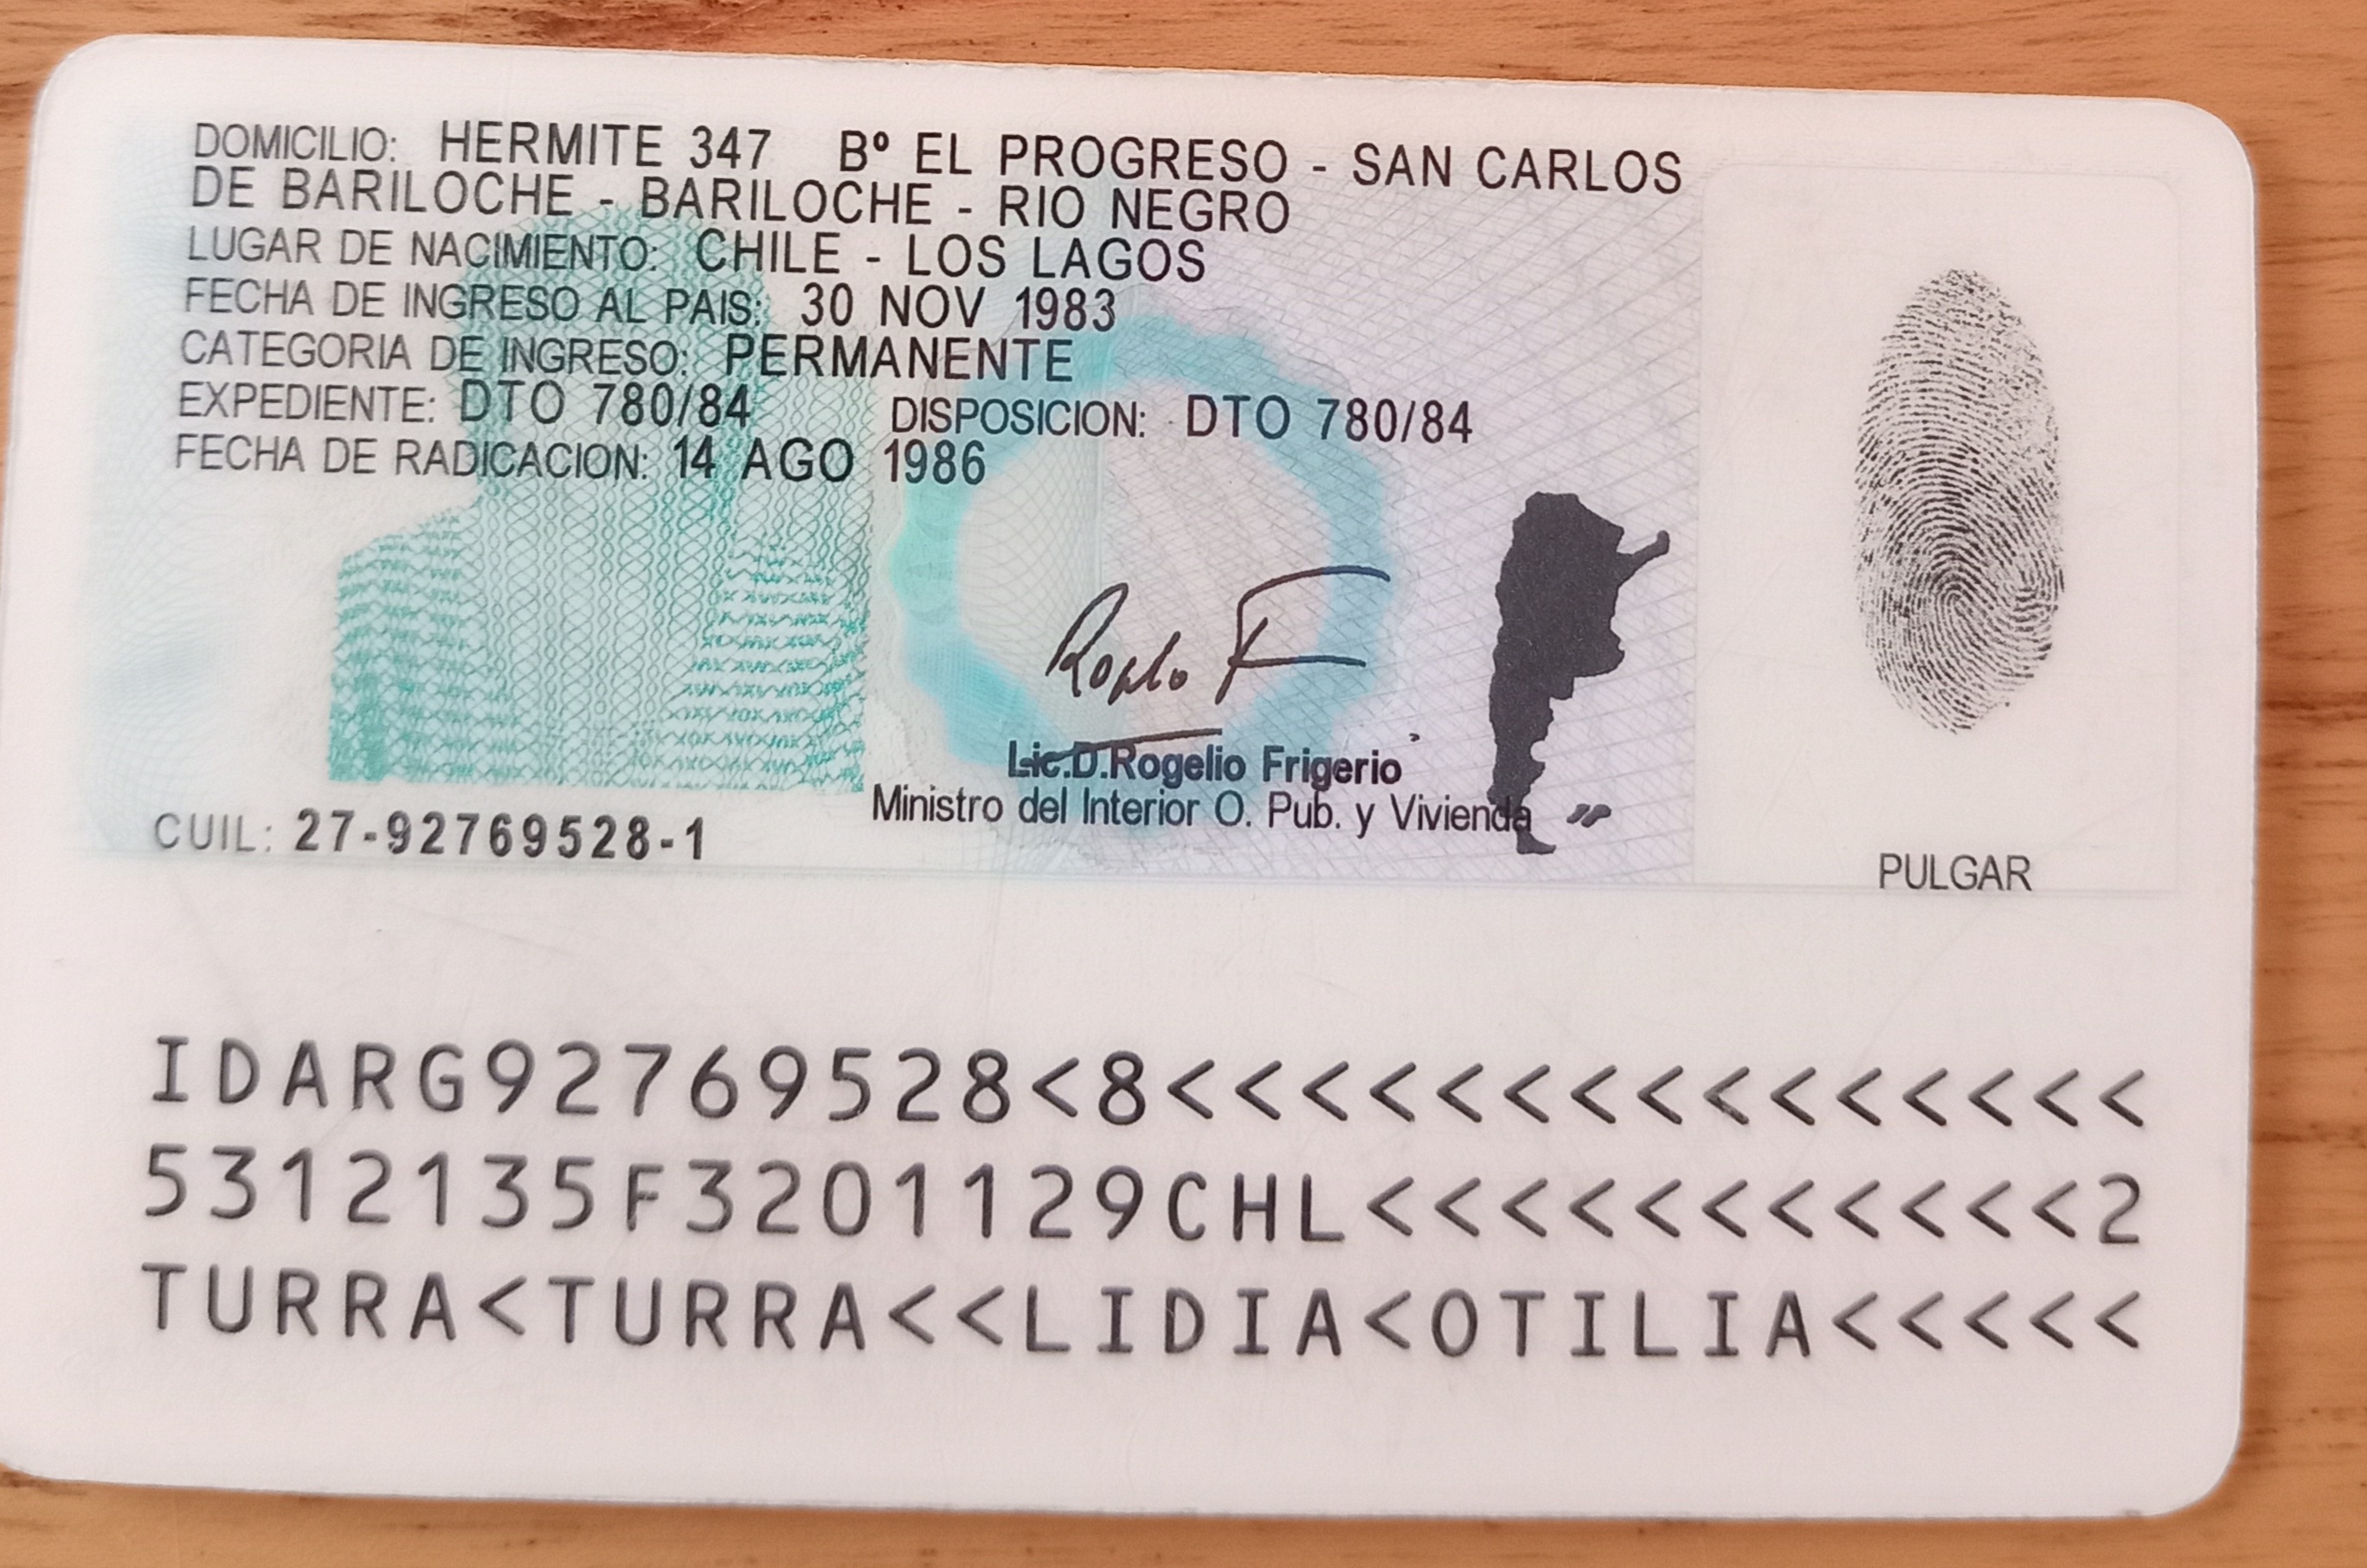 DOMICILIO: HERMITE 347 Bº EL PROGRESO - SAN CARLOS
DE BARILOCHE - BARILOCHE - RIO NEGRO
LUGAR DE NACIMIENTO: CHILE - LOS LAGOS
FECHA DE INGRESO AL PAIS: 30 NOV 1983
CATEGORIA DE INGRESO: PERMANENTE
EXPEDIENTE: DTO 780/84 DISPOSICION: DTO 780/84
FECHA DE RADICACION: 14 AGO 1986
Lic.D.Rogelio Frigerio
Ministro del Interior O. Pub. y Vivienda
CUIL: 27-92769528-1
PULGAR
IDARG92769528<8<<<<<<<<<<<<<<<
5312135F3201129CHL<<<<<<<<<<<2
TURRA<TURRA<<LIDIA<OTILIA<<<<<